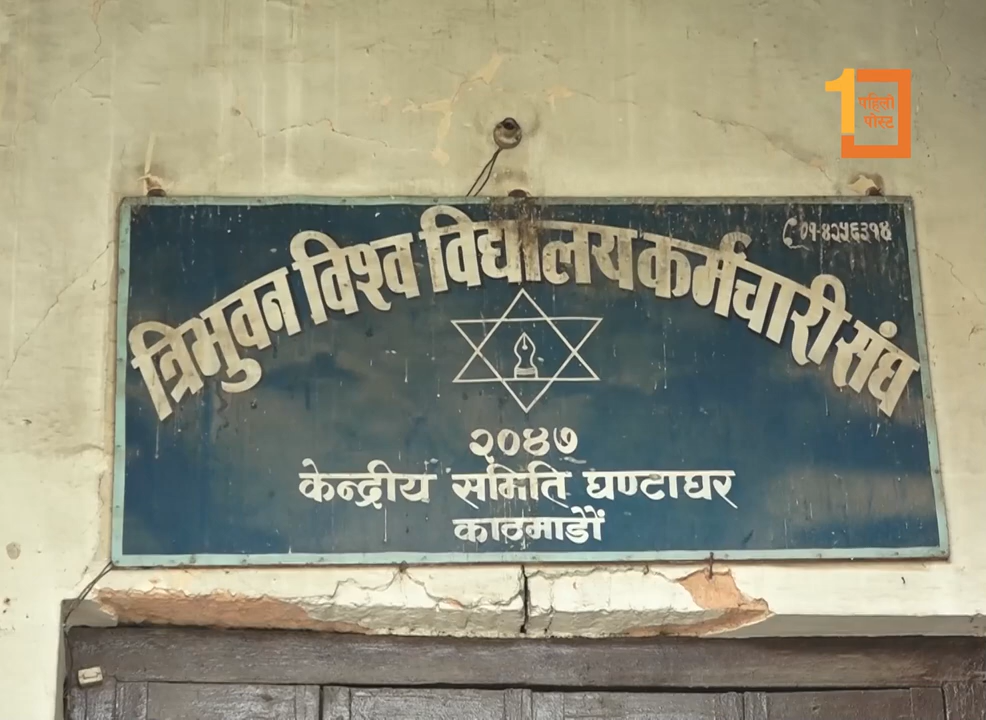 पहिलो
पोस्ट
०१-४२५६३१४
त्रिभुवन विश्व विद्यालय कर्मचारी संघ
२०४७
केन्द्रीय समिति घण्टाघर
काठमाडौं